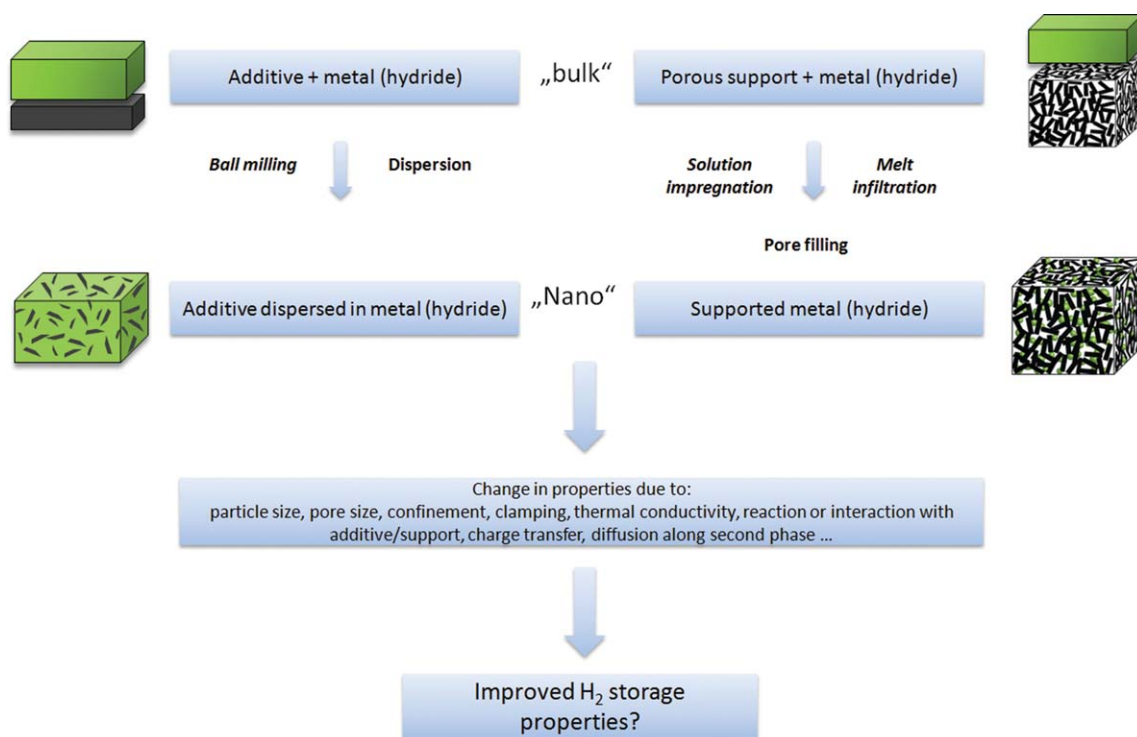 Additive + metal (hydride)
„bulk“
Porous support + metal (hydride)
Ball milling
Dispersion
Solution
impregnation
Melt
infiltration
Pore filling
Additive dispersed in metal (hydride)
„Nano“
Supported metal (hydride)
Change in properties due to:
particle size, pore size, confinement, clamping, thermal conductivity, reaction or interaction with
additive/support, charge transfer, diffusion along second phase ...
Improved H₂ storage
properties?